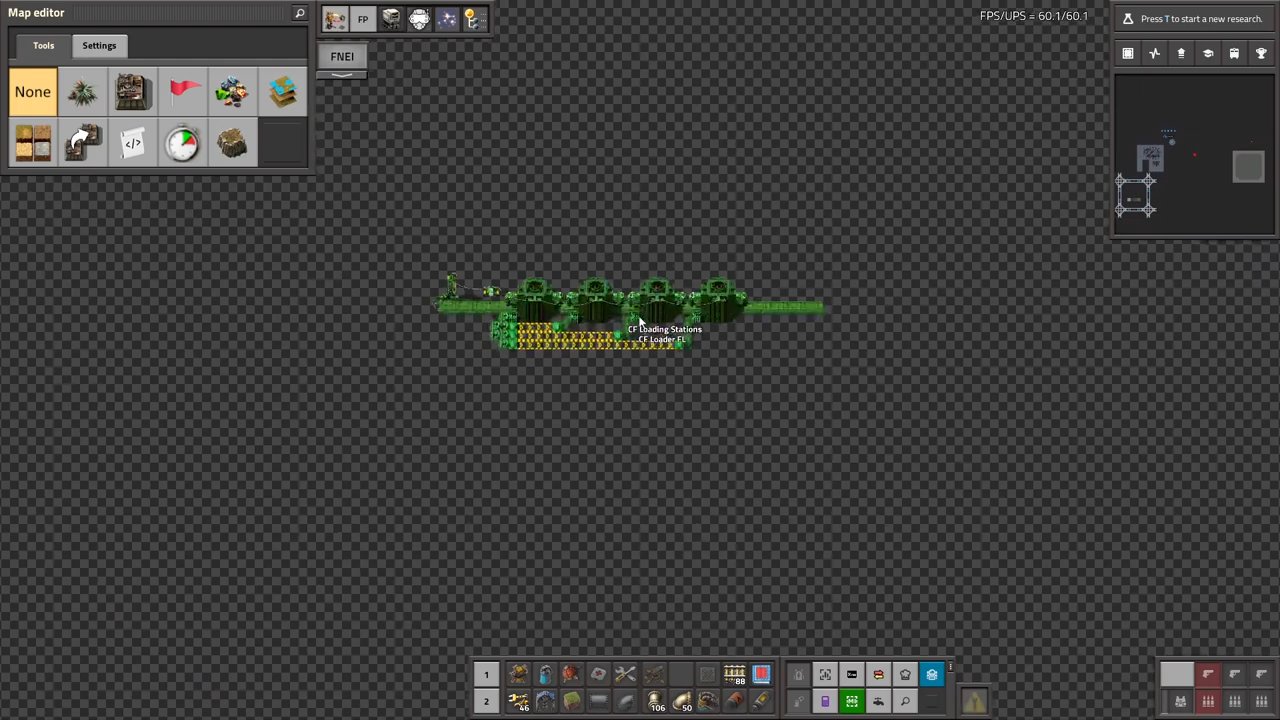 Map editor
FP
FPS/UPS = 60.1/60.1
Press T to start a new research.
Tools
Settings
FNEI
None
</>
CF Loading Stations
CF Loader FL
1
88
2
46
106
50